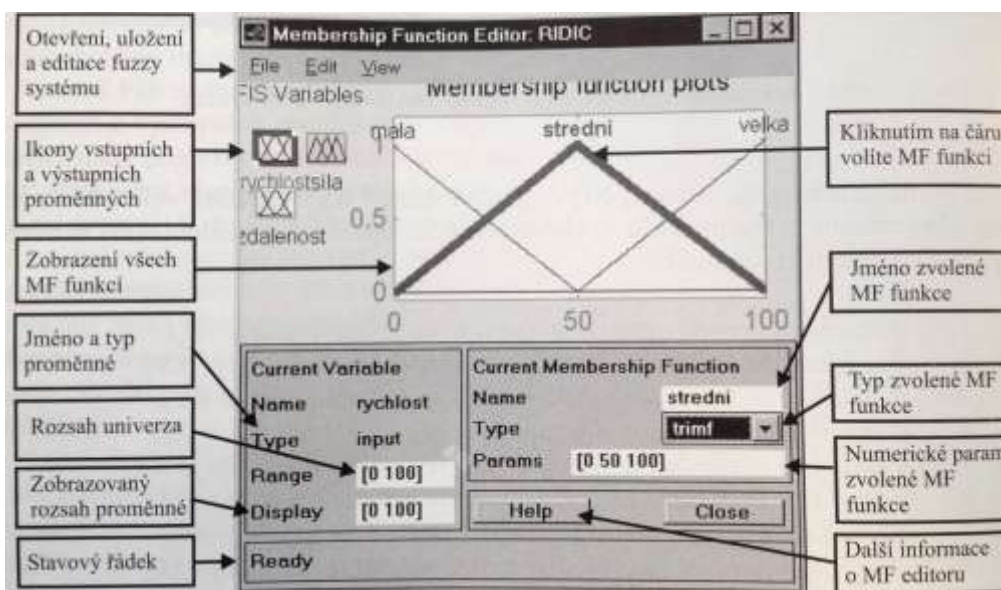 Otevření, uložení
a editace fuzzy
systému
Ikony vstupních
a výstupních
proměnných
Zobrazení všech
MF funkcí
Jméno a typ
proměnné
Rozsah univerza
Zobrazovaný
rozsah proměnné
Stavový řádek
Membership Function Editor: RIDIC
File Edit View
FIS Variables
Membership function plots
rychlostsila
zdalenost
mala stredni velka
1
0.5
0
0 50 100
Current Variable
Name rychlost
Type input
Range [0 100]
Display [0 100]
Current Membership Function
Name stredni
Type trimf
Params [0 50 100]
Help Close
Ready
Kliknutím na čáru
volíte MF funkci
Jméno zvolené
MF funkce
Typ zvolené MF
funkce
Numerické param
zvolené MF
funkce
Další informace
o MF editoru